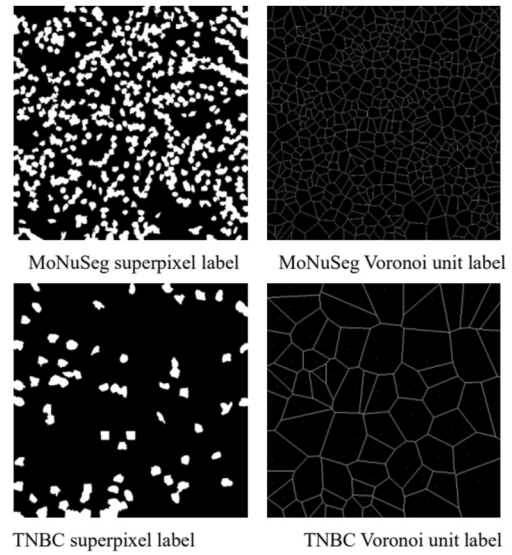 MoNuSeg superpixel label
MoNuSeg Voronoi unit label
TNBC superpixel label
TNBC Voronoi unit label